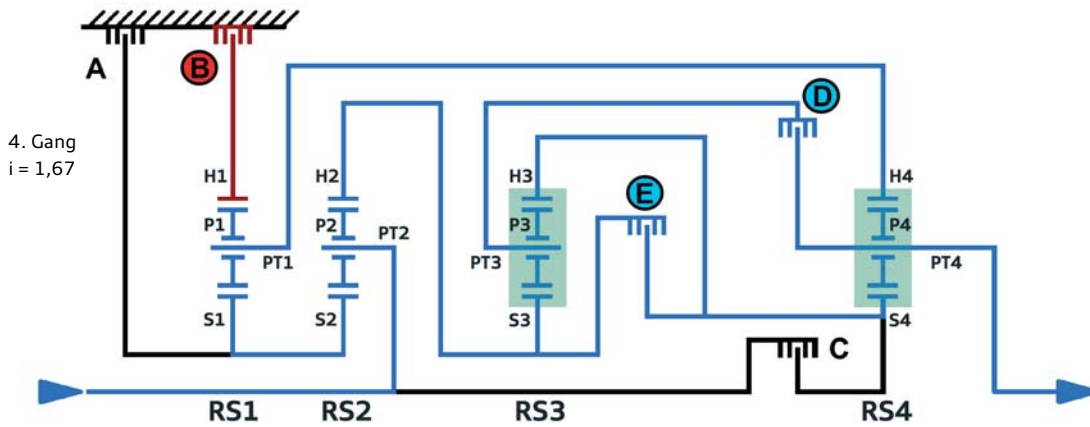 A
B
D
4. Gang
i = 1,67
H1
H2
H3
E
H4
P1
P2
PT2
P3
P4
PT1
PT3
PT4
S1
S2
S3
S4
C
RS1
RS2
RS3
RS4